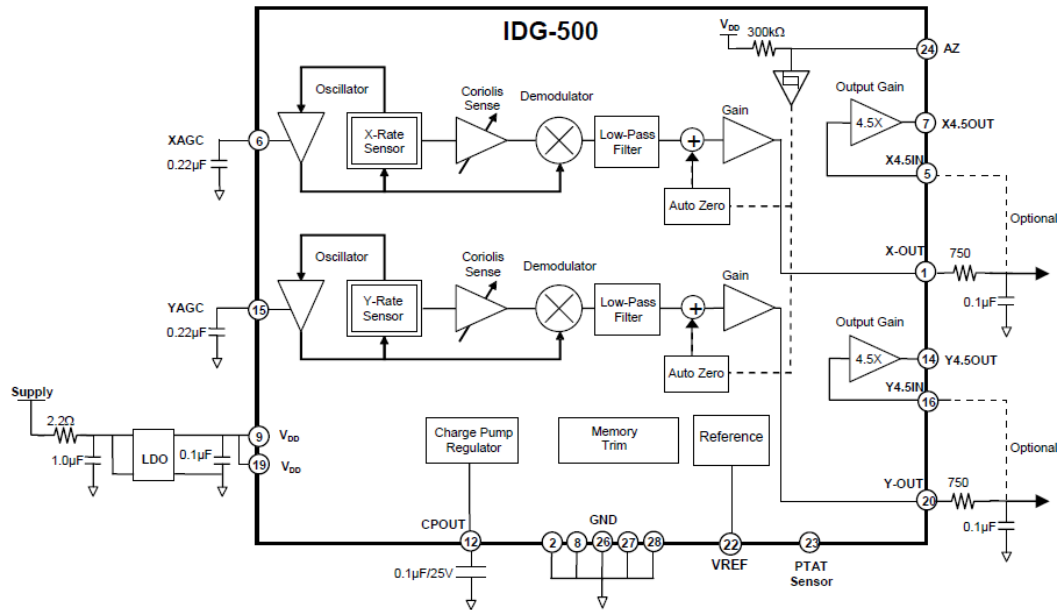 IDG-500
VDD
300kΩ
24
AZ
Oscillator
Coriolis
Sense
Demodulator
Gain
Output Gain
XAGC
6
0.22µF
X-Rate
Sensor
Low-Pass
Filter
+
4.5X
7
X4.5OUT
X4.5IN
5
Auto Zero
Optional
X-OUT
750
1
0.1µF
Oscillator
Coriolis
Sense
Demodulator
Gain
YAGC
15
0.22µF
Y-Rate
Sensor
Low-Pass
Filter
+
Output Gain
4.5X
14
Y4.5OUT
Y4.5IN
16
Auto Zero
Supply
2.2Ω
1.0µF
LDO
0.1µF
9
VDD
19
VDD
Charge Pump
Regulator
Memory
Trim
Reference
Optional
Y-OUT
750
20
0.1µF
CPOUT
12
0.1µF/25V
GND
2
8
26
27
28
22
VREF
23
PTAT
Sensor